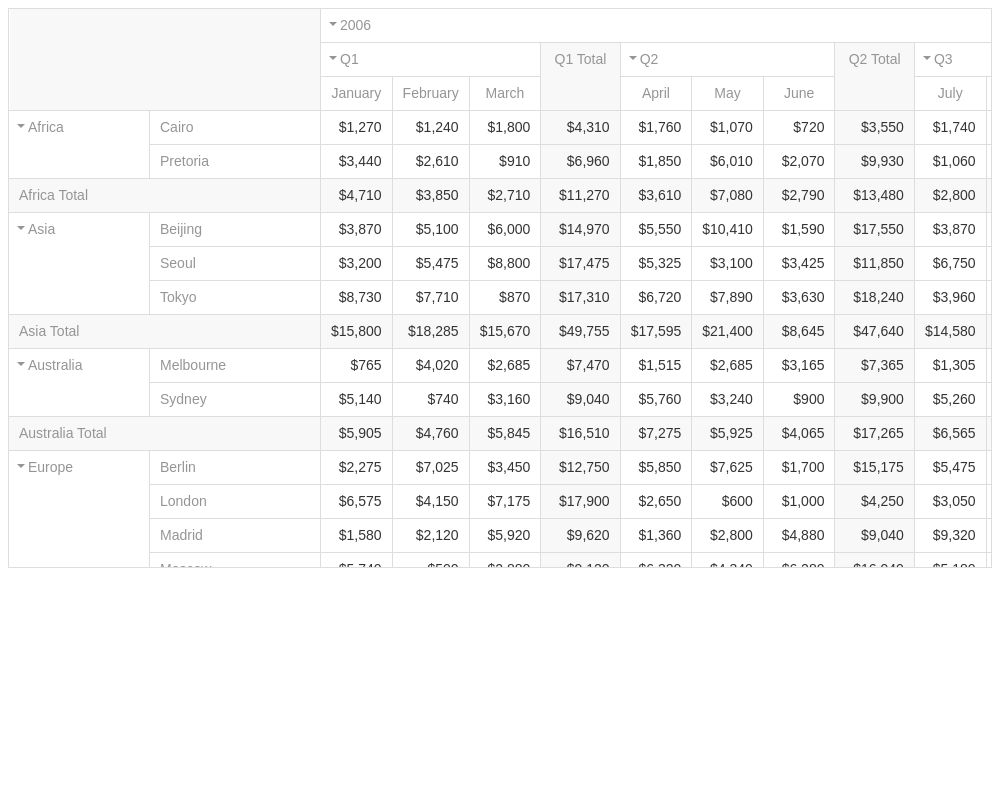 2006
Q1 Q1 Total Q2 Q2 Total Q3
January February March April May June July
Africa Cairo $1,270 $1,240 $1,800 $4,310 $1,760 $1,070 $720 $3,550 $1,740
Pretoria $3,440 $2,610 $910 $6,960 $1,850 $6,010 $2,070 $9,930 $1,060
Africa Total $4,710 $3,850 $2,710 $11,270 $3,610 $7,080 $2,790 $13,480 $2,800
Asia Beijing $3,870 $5,100 $6,000 $14,970 $5,550 $10,410 $1,590 $17,550 $3,870
Seoul $3,200 $5,475 $8,800 $17,475 $5,325 $3,100 $3,425 $11,850 $6,750
Tokyo $8,730 $7,710 $870 $17,310 $6,720 $7,890 $3,630 $18,240 $3,960
Asia Total $15,800 $18,285 $15,670 $49,755 $17,595 $21,400 $8,645 $47,640 $14,580
Australia Melbourne $765 $4,020 $2,685 $7,470 $1,515 $2,685 $3,165 $7,365 $1,305
Sydney $5,140 $740 $3,160 $9,040 $5,760 $3,240 $900 $9,900 $5,260
Australia Total $5,905 $4,760 $5,845 $16,510 $7,275 $5,925 $4,065 $17,265 $6,565
Europe Berlin $2,275 $7,025 $3,450 $12,750 $5,850 $7,625 $1,700 $15,175 $5,475
London $6,575 $4,150 $7,175 $17,900 $2,650 $600 $1,000 $4,250 $3,050
Madrid $1,580 $2,120 $5,920 $9,620 $1,360 $2,800 $4,880 $9,040 $9,320